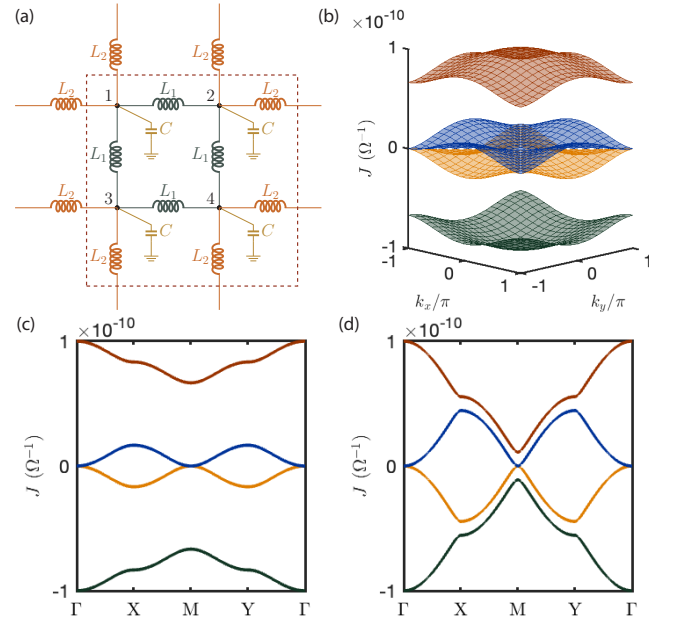 (a)
L₂ L₂
L₂ 1 L₁ 2 L₂
C C
L₁ L₁
L₂ 3 L₁ 4 L₂
C C
L₂ L₂
(b)
×10⁻¹⁰
1
0
-1
J (Ω⁻¹)
-1 0 1
kₓ/π
-1 0 1
k_y/π
(c)
×10⁻¹⁰
1
0
-1
J (Ω⁻¹)
Γ X M Y Γ
(d)
×10⁻¹⁰
1
0
-1
J (Ω⁻¹)
Γ X M Y Γ